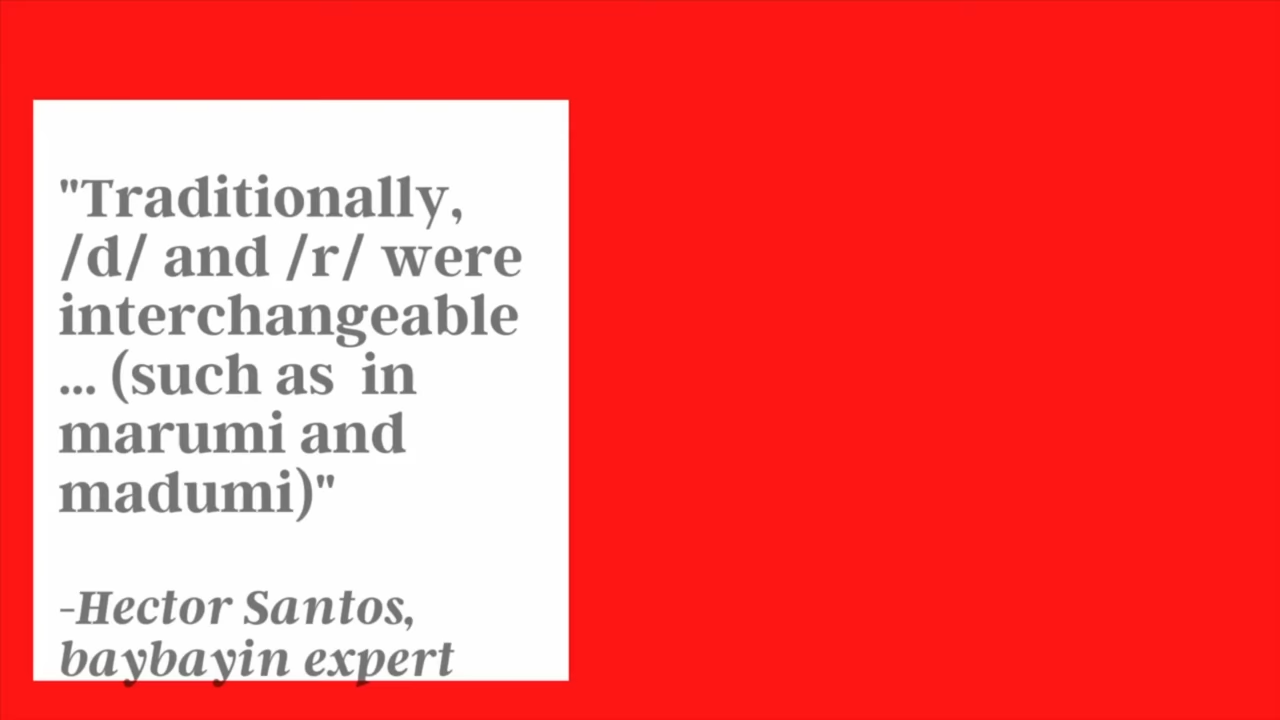 "Traditionally,
/d/ and /r/ were
interchangeable
... (such as  in
marumi and
madumi)"
-Hector Santos,
baybayin expert